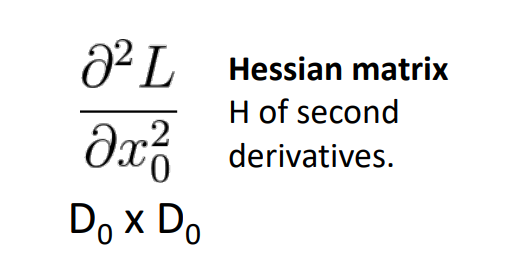 ∂²L
∂x₀²
D₀ x D₀
Hessian matrix
H of second
derivatives.